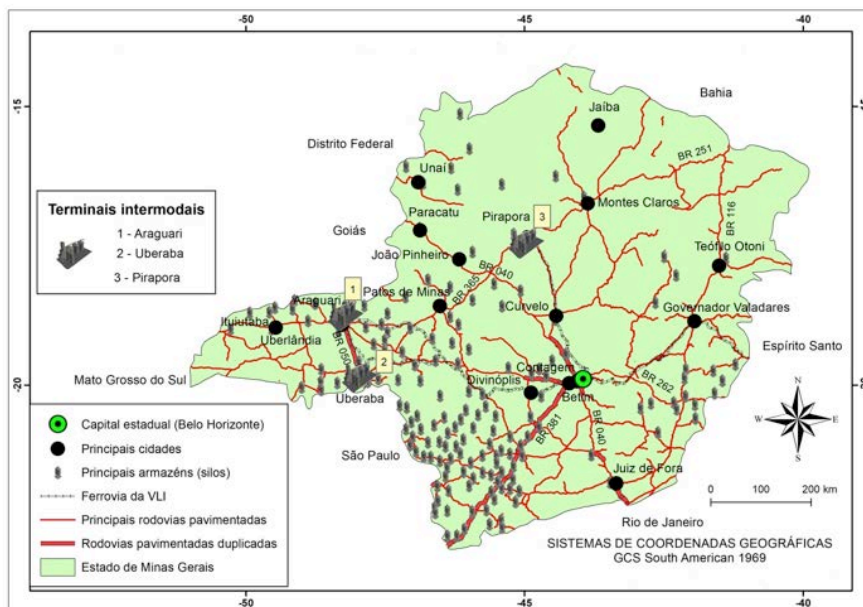 -50
-45
-40
-15
-15
-20
-20
-50
-45
-40
Bahia
Jaíba
Distrito Federal
BR 251
Unaí
Montes Claros
Paracatu
Pirapora
3
BR 116
Goiás
Teófilo Otoni
João Pinheiro
BR 040
BR 365
Araguari
1
Patos de Minas
Curvelo
Governador Valadares
Ituiutaba
Uberlândia
BR 050
2
Espírito Santo
Contagem
Mato Grosso do Sul
Uberaba
Divinóplis
Betim
BR 262
BR 381
BR 040
São Paulo
Juiz de Fora
Rio de Janeiro
Terminais intermodais
1 - Araguari
2 - Uberaba
3 - Pirapora
Capital estadual (Belo Horizonte)
Principais cidades
Principais armazéns (silos)
Ferrovia da VLI
Principais rodovias pavimentadas
Rodovias pavimentadas duplicadas
Estado de Minas Gerais
N
W
E
S
0 100 200 km
SISTEMAS DE COORDENADAS GEOGRÁFICAS
GCS South American 1969